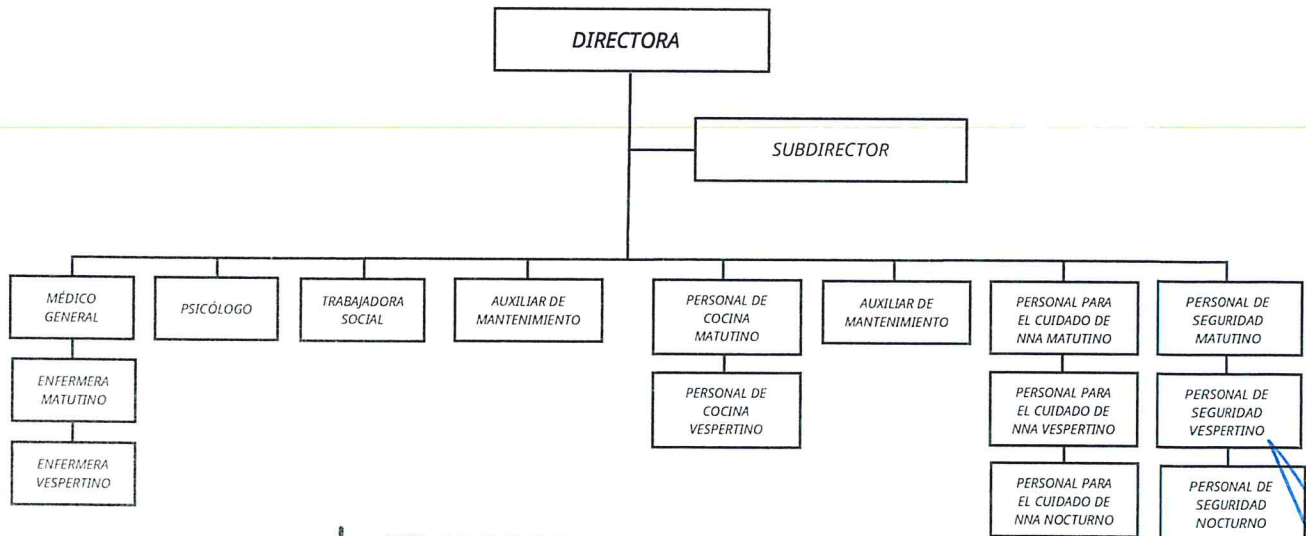 DIRECTORA
SUBDIRECTOR
MÉDICO
GENERAL
PSICÓLOGO
TRABAJADORA
SOCIAL
AUXILIAR DE
MANTENIMIENTO
PERSONAL DE
COCINA
MATUTINO
AUXILIAR DE
MANTENIMIENTO
PERSONAL PARA
EL CUIDADO DE
NNA MATUTINO
PERSONAL DE
SEGURIDAD
MATUTINO
ENFERMERA
MATUTINO
PERSONAL DE
COCINA
VESPERTINO
PERSONAL PARA
EL CUIDADO DE
NNA VESPERTINO
PERSONAL DE
SEGURIDAD
VESPERTINO
ENFERMERA
VESPERTINO
PERSONAL PARA
EL CUIDADO DE
NNA NOCTURNO
PERSONAL DE
SEGURIDAD
NOCTURNO